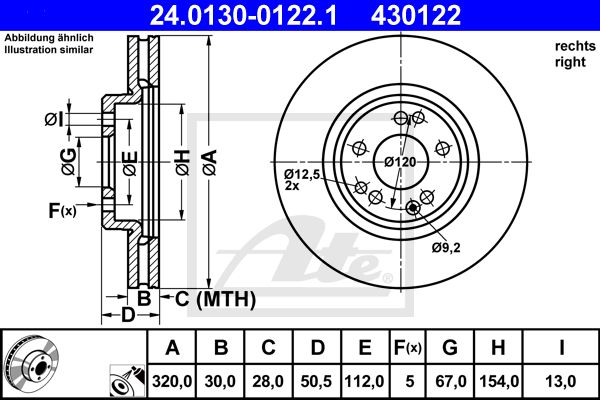 24.0130-0122.1 430122
Abbildung ähnlich
Illustration similar
rechts
right
ØI
ØG
ØE
ØH
ØA
F(x)
B
C (MTH)
D
Ø120
Ø12,5
2x
Ø9,2
Ate
A B C D E F(x) G H I
320,0 30,0 28,0 50,5 112,0 5 67,0 154,0 13,0